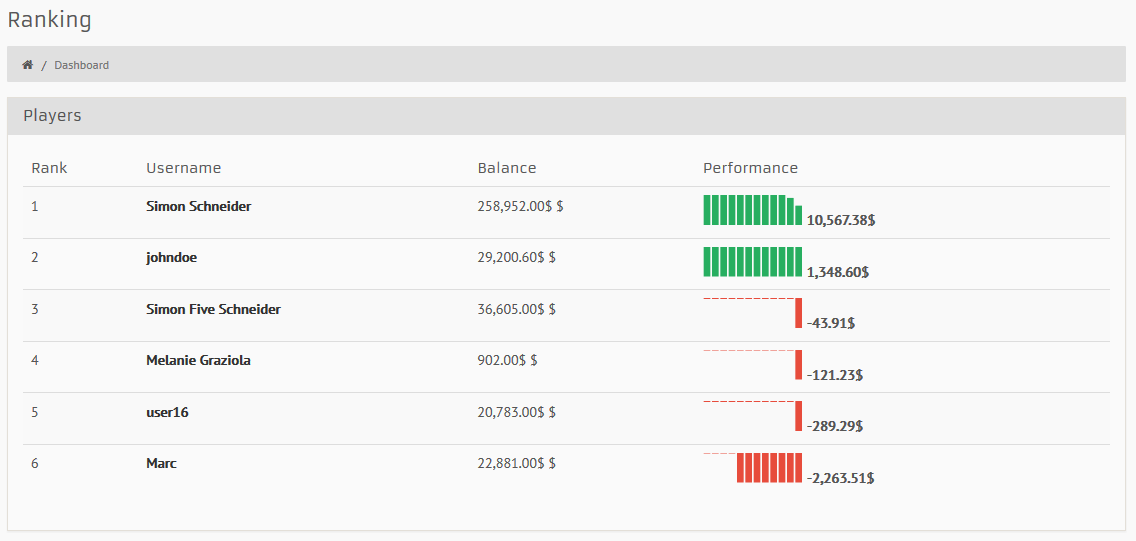 Ranking
/ Dashboard
Players
Rank Username Balance Performance
1 Simon Schneider 258,952.00$ $ 10,567.38$
2 johndoe 29,200.60$ $ 1,348.60$
3 Simon Five Schneider 36,605.00$ $ -43.91$
4 Melanie Graziola 902.00$ $ -121.23$
5 user16 20,783.00$ $ -289.29$
6 Marc 22,881.00$ $ -2,263.51$